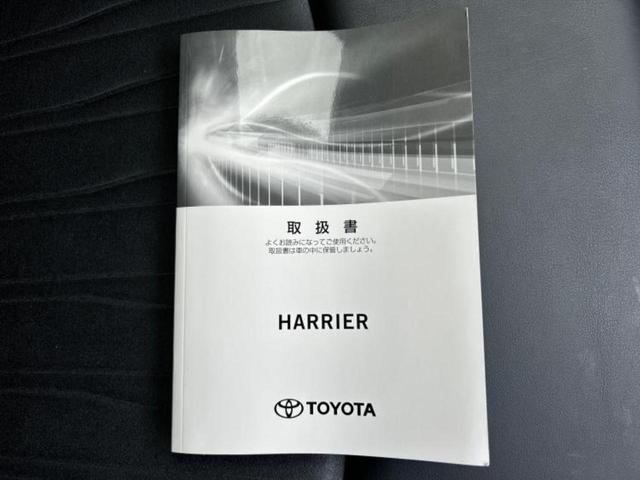 取扱書
よくお読みになってご使用ください。
取扱書は車の中に保管しましょう。
HARRIER
TOYOTA